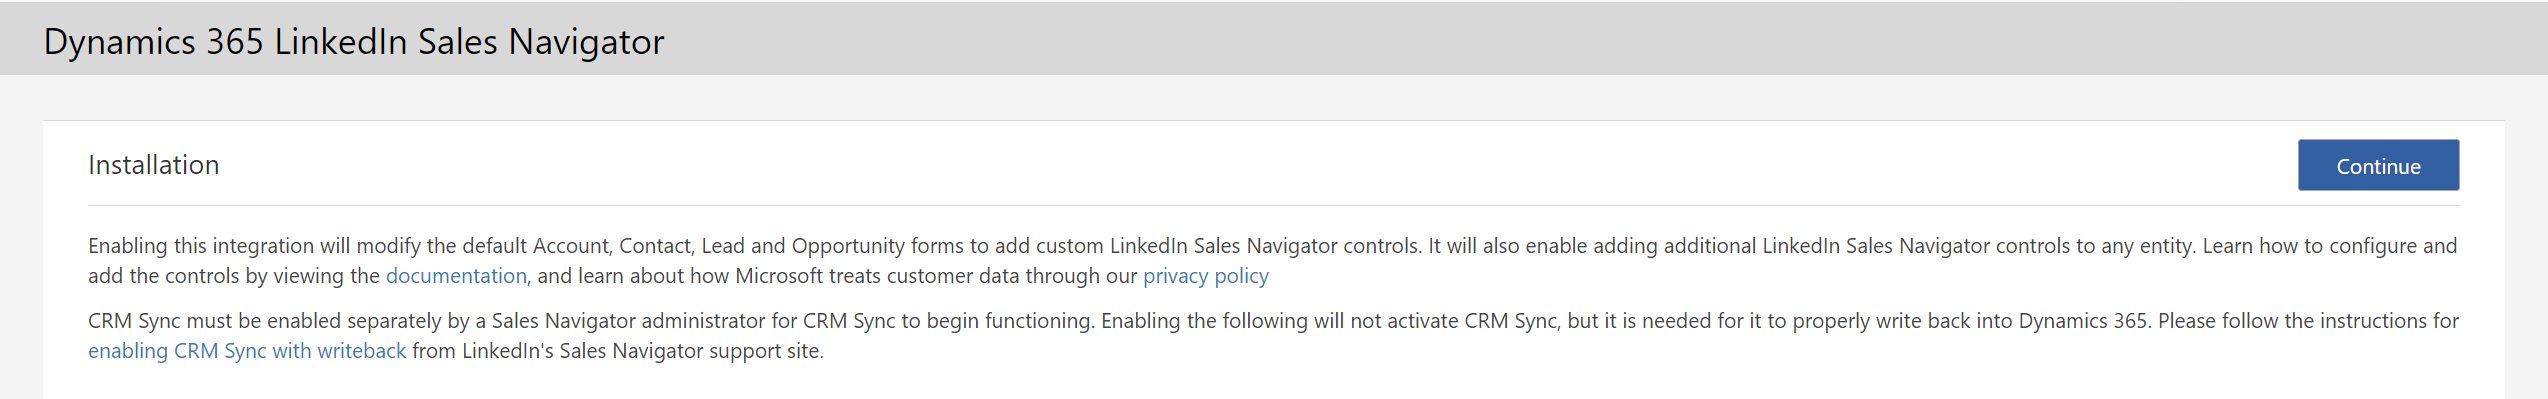 Dynamics 365 LinkedIn Sales Navigator
Installation
Continue
Enabling this integration will modify the default Account, Contact, Lead and Opportunity forms to add custom LinkedIn Sales Navigator controls. It will also enable adding additional LinkedIn Sales Navigator controls to any entity. Learn how to configure and
add the controls by viewing the documentation, and learn about how Microsoft treats customer data through our privacy policy
CRM Sync must be enabled separately by a Sales Navigator administrator for CRM Sync to begin functioning. Enabling the following will not activate CRM Sync, but it is needed for it to properly write back into Dynamics 365. Please follow the instructions for
enabling CRM Sync with writeback from LinkedIn's Sales Navigator support site.